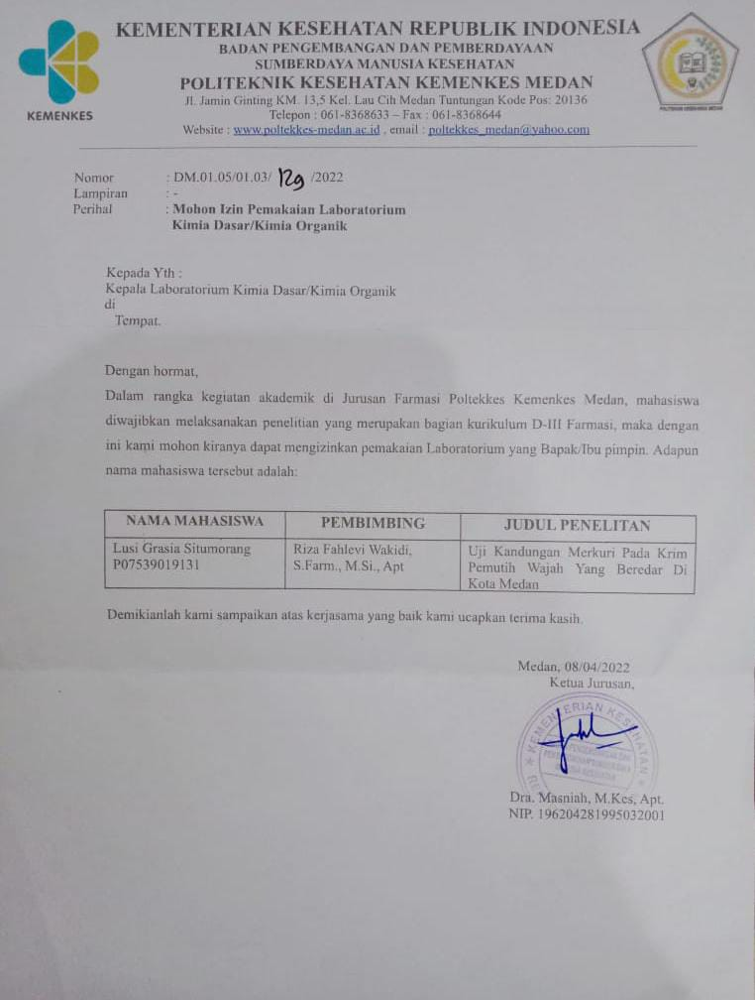 KEMENTERIAN KESEHATAN REPUBLIK INDONESIA
BADAN PENGEMBANGAN DAN PEMBERDAYAAN
SUMBERDAYA MANUSIA KESEHATAN
POLITEKNIK KESEHATAN KEMENKES MEDAN
Jl. Jamin Ginting KM. 13,5 Kel. Lau Cih Medan Tuntungan Kode Pos: 20136
Telepon : 061-8368633 – Fax : 061-8368644
Website : www.poltekkes-medan.ac.id , email : poltekkes_medan@yahoo.com
KEMENKES
Nomor : DM.01.05/01.03/ 129 /2022
Lampiran : -
Perihal : Mohon Izin Pemakaian Laboratorium
Kimia Dasar/Kimia Organik
Kepada Yth :
Kepala Laboratorium Kimia Dasar/Kimia Organik
di
Tempat.
Dengan hormat,
Dalam rangka kegiatan akademik di Jurusan Farmasi Poltekkes Kemenkes Medan, mahasiswa
diwajibkan melaksanakan penelitian yang merupakan bagian kurikulum D-III Farmasi, maka dengan
ini kami mohon kiranya dapat mengizinkan pemakaian Laboratorium yang Bapak/Ibu pimpin. Adapun
nama mahasiswa tersebut adalah:
NAMA MAHASISWA PEMBIMBING JUDUL PENELITAN
Lusi Grasia Situmorang Riza Fahlevi Wakidi, Uji Kandungan Merkuri Pada Krim
P07539019131 S.Farm., M.Si., Apt Pemutih Wajah Yang Beredar Di
Kota Medan
Demikianlah kami sampaikan atas kerjasama yang baik kami ucapkan terima kasih.
Medan, 08/04/2022
Ketua Jurusan,
KEMENTERIAN KESEHATAN
Dra. Masniah, M.Kes, Apt.
NIP. 196204281995032001